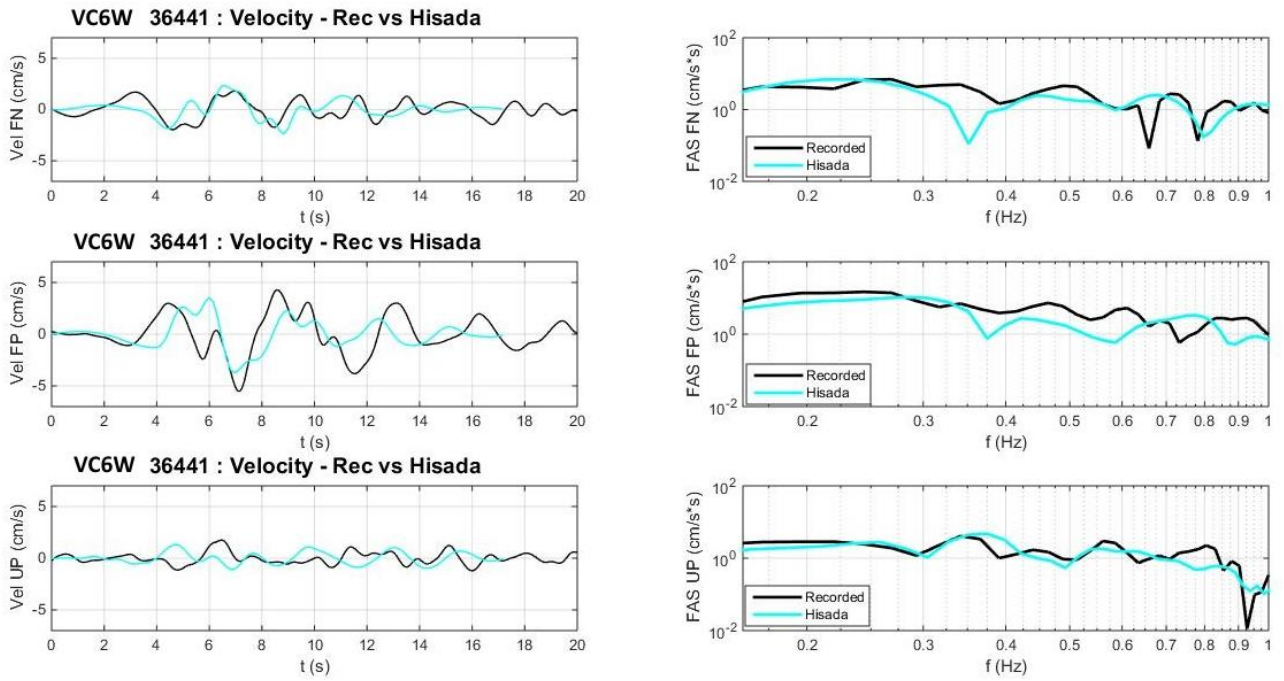 VC6W 36441 : Velocity - Rec vs Hisada
Vel FN (cm/s)
5
0
-5
0 2 4 6 8 10 12 14 16 18 20
t (s)
FAS FN (cm/s*s)
10^2
10^0
10^-2
Recorded
Hisada
0.2 0.3 0.4 0.5 0.6 0.7 0.8 0.9 1
f (Hz)
VC6W 36441 : Velocity - Rec vs Hisada
Vel FP (cm/s)
5
0
-5
0 2 4 6 8 10 12 14 16 18 20
t (s)
FAS FP (cm/s*s)
10^2
10^0
10^-2
Recorded
Hisada
0.2 0.3 0.4 0.5 0.6 0.7 0.8 0.9 1
f (Hz)
VC6W 36441 : Velocity - Rec vs Hisada
Vel UP (cm/s)
5
0
-5
0 2 4 6 8 10 12 14 16 18 20
t (s)
FAS UP (cm/s*s)
10^2
10^0
10^-2
Recorded
Hisada
0.2 0.3 0.4 0.5 0.6 0.7 0.8 0.9 1
f (Hz)